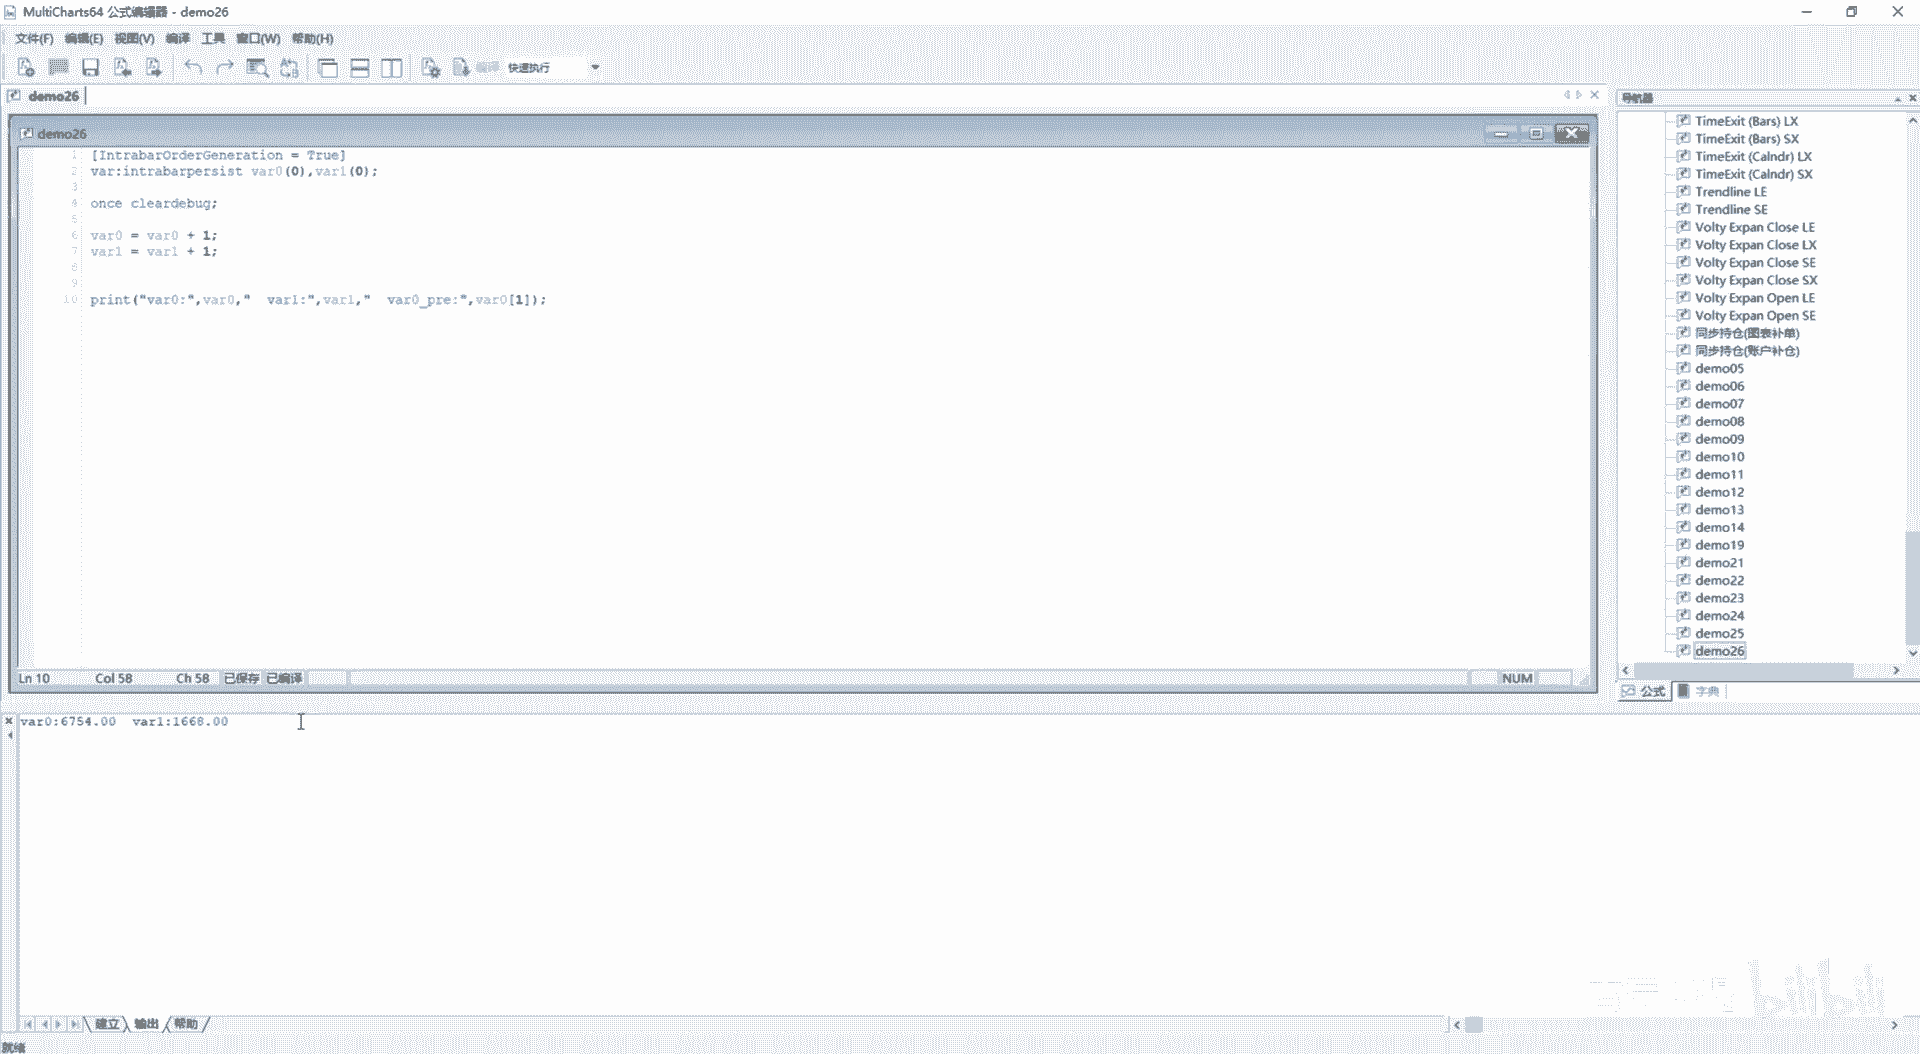 MultiCharts64 公式编辑器 - demo26
文件(F) 编辑(E) 视图(V) 编译 工具 窗口(W) 帮助(H)
编译 快速执行
demo26
导航器
demo26
1 [IntrabarOrderGeneration = True]
2 var:intrabarpersist var0(0),var1(0);
3
4 once cleardebug;
5
6 var0 = var0 + 1;
7 var1 = var1 + 1;
8
9
10 print("var0:",var0,"  var1:",var1,"  var0_pre:",var0[1]);
TimeExit (Bars) LX
TimeExit (Bars) SX
TimeExit (Calndr) LX
TimeExit (Calndr) SX
Trendline LE
Trendline SE
Volty Expan Close LE
Volty Expan Close LX
Volty Expan Close SE
Volty Expan Close SX
Volty Expan Open LE
Volty Expan Open SE
同步持仓(图表补单)
同步持仓(账户补仓)
demo05
demo06
demo07
demo08
demo09
demo10
demo11
demo12
demo13
demo14
demo19
demo21
demo22
demo23
demo24
demo25
demo26
Ln 10 Col 58 Ch 58 已保存 已编译 NUM
公式 字典
var0:6754.00  var1:1668.00
bilibili
建立 输出 帮助
就绪